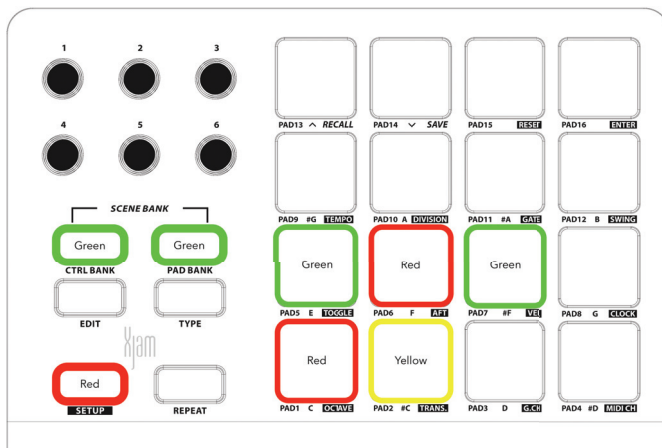 1 2 3
4 5 6
PAD13 ^ RECALL PAD14 ⌄ SAVE PAD15 RESET PAD16 ENTER
SCENE BANK
PAD9 #G TEMPO PAD10 A DIVISION PAD11 #A GATE PAD12 B SWING
Green Green Green Red Green
CTRL BANK PAD BANK
PAD5 E TOGGLE PAD6 F AFT PAD7 #F VEL PAD8 G CLOCK
EDIT TYPE
Xjam
Red Yellow
Red
SETUP REPEAT
PAD1 C OCTAVE PAD2 #C TRANS. PAD3 D G.CH PAD4 #D MIDI CH